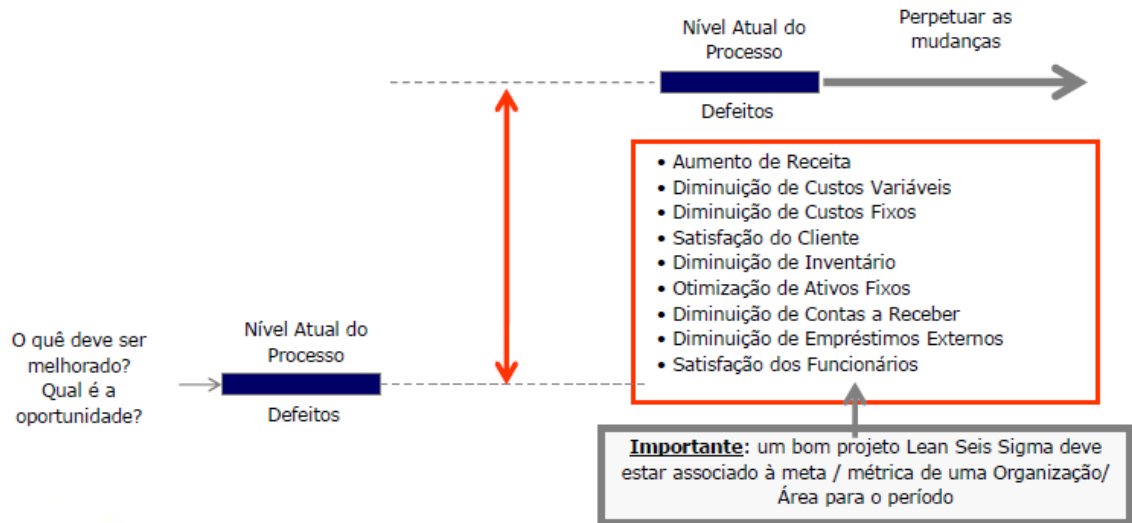 Nível Atual do
Processo
Defeitos
Perpetuar as
mudanças
• Aumento de Receita
• Diminuição de Custos Variáveis
• Diminuição de Custos Fixos
• Satisfação do Cliente
• Diminuição de Inventário
• Otimização de Ativos Fixos
• Diminuição de Contas a Receber
• Diminuição de Empréstimos Externos
• Satisfação dos Funcionários
O quê deve ser
melhorado?
Qual é a
oportunidade?
Nível Atual do
Processo
Defeitos
Importante: um bom projeto Lean Seis Sigma deve
estar associado à meta / métrica de uma Organização/
Área para o período